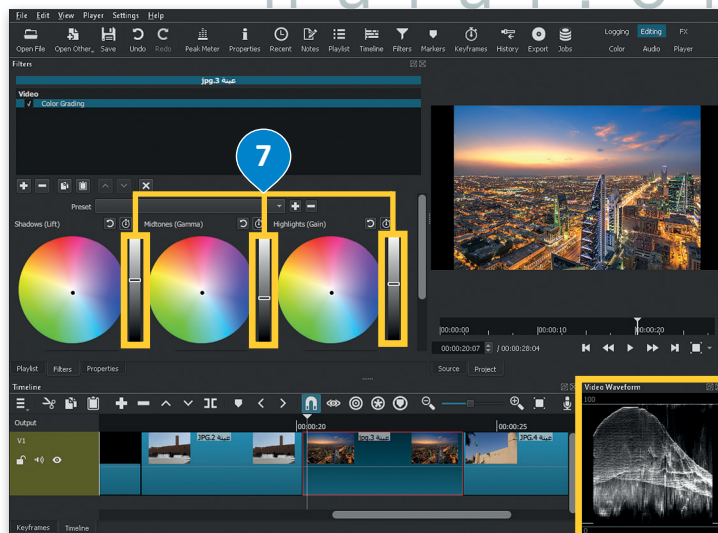 File Edit View Player Settings Help
Open File Open Other... Save Undo Redo Peak Meter Properties Recent Notes Playlist Timeline Filters Markers Keyframes History Export Jobs
Logging Editing FX
Color Audio Player
Filters
عينة 3.jpg
Video
✓ Color Grading
7
Preset
Shadows (Lift) Midtones (Gamma) Highlights (Gain)
00:00:00 00:00:10 00:00:20
00:00:20:07 / 00:00:28:04
Playlist Filters Properties
Source Project
Timeline
Video Waveform
100
Output
00:00:20 00:00:25
V1
عينة 2.JPG
عينة 3.jpg
عينة 4.JPG
0
Keyframes Timeline